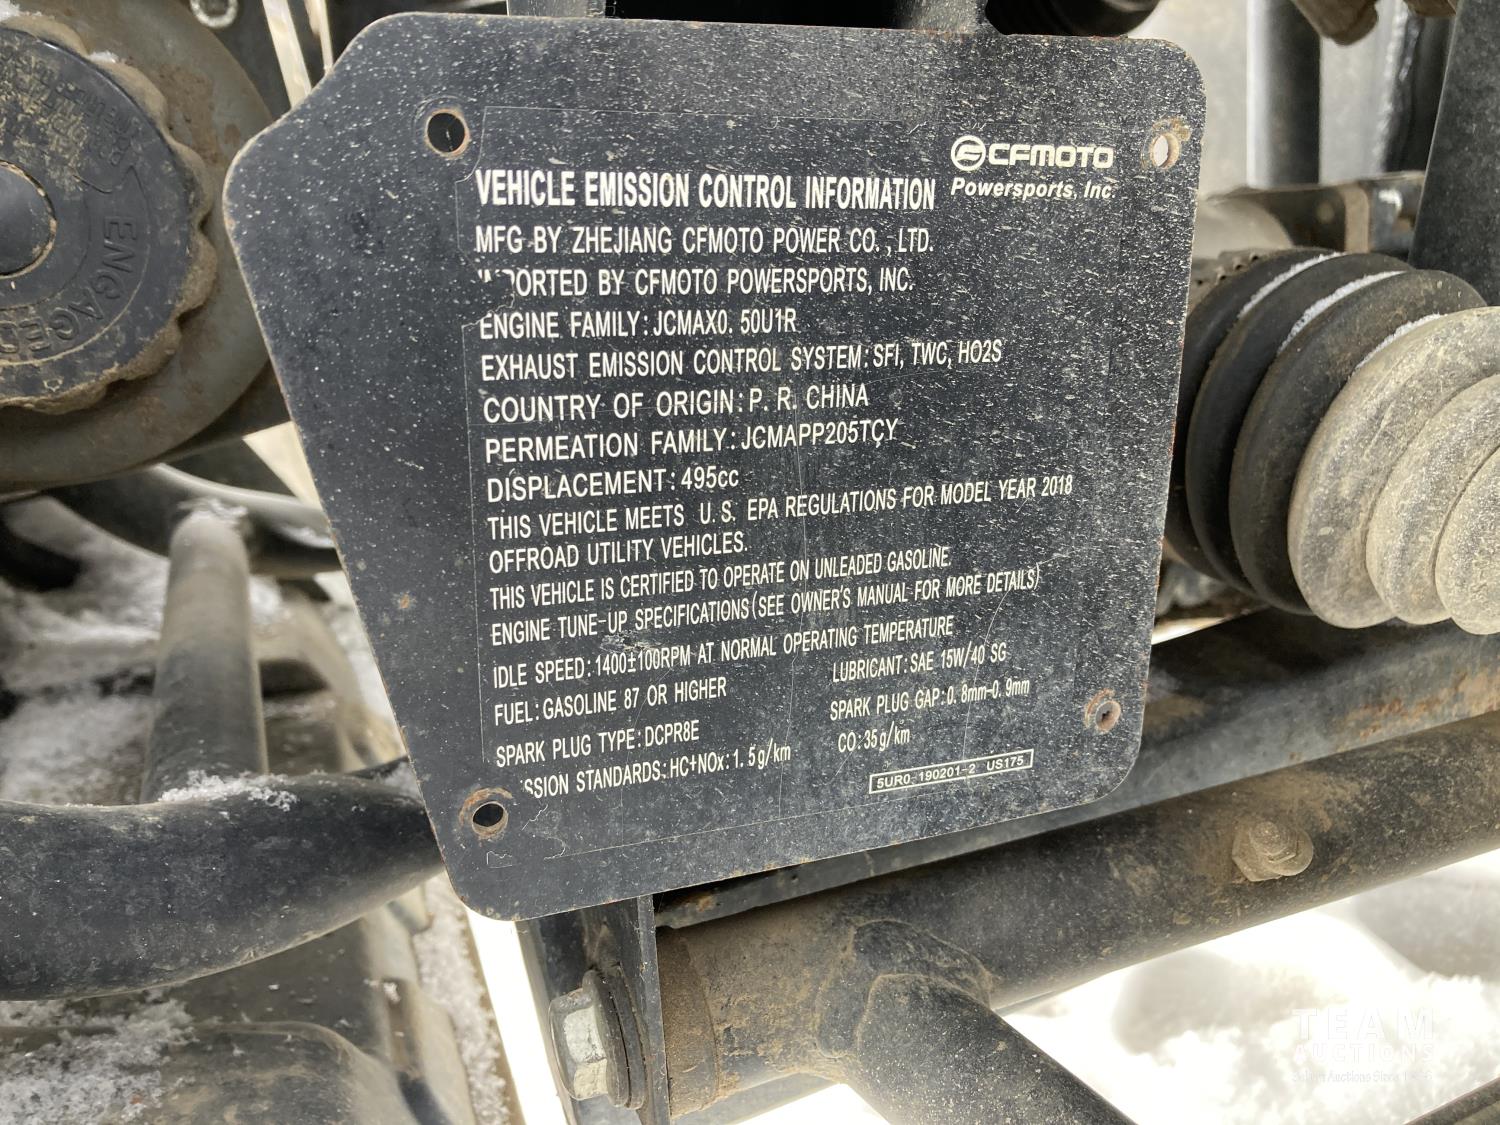 CFMOTO
Powersports, Inc
VEHICLE EMISSION CONTROL INFORMATION
MFG BY ZHEJIANG CFMOTO POWER CO., LTD.
BY CFMOTO POWERSPORTS, INC.
ENGINE FAMILY: JCMAX0. 50U1R
EXHAUST EMISSION CONTROL SYSTEM: SFI, TWC, HO2S
COUNTRY OF ORIGIN: P. R. CHINA
PERMEATION FAMILY: JCMAPP205TCY
DISPLACEMENT: 495cc
THIS VEHICLE MEETS U. S. EPA REGULATIONS FOR MODEL YEAR 2018
OFFROAD UTILITY VEHICLES.
THIS VEHICLE IS CERTIFIED TO OPERATE ON UNLEADED GASOLINE.
ENGINE TUNE-UP SPECIFICATIONS (SEE OWNER'S MANUAL FOR MORE DETAILS)
IDLE SPEED: 1400±100RPM AT NORMAL OPERATING TEMPERATURE
FUEL: GASOLINE 87 OR HIGHER
LUBRICANT: SAE 15W/40 SG
SPARK PLUG TYPE: DCPR8E
SPARK PLUG GAP: 0. 8mm-0. 9mm
STANDARDS: HC+NOx: 1. 5g/km
CO: 35g/km
5UR0-190201-2 US175
ENGAGED
TEAM
AUCTIONS